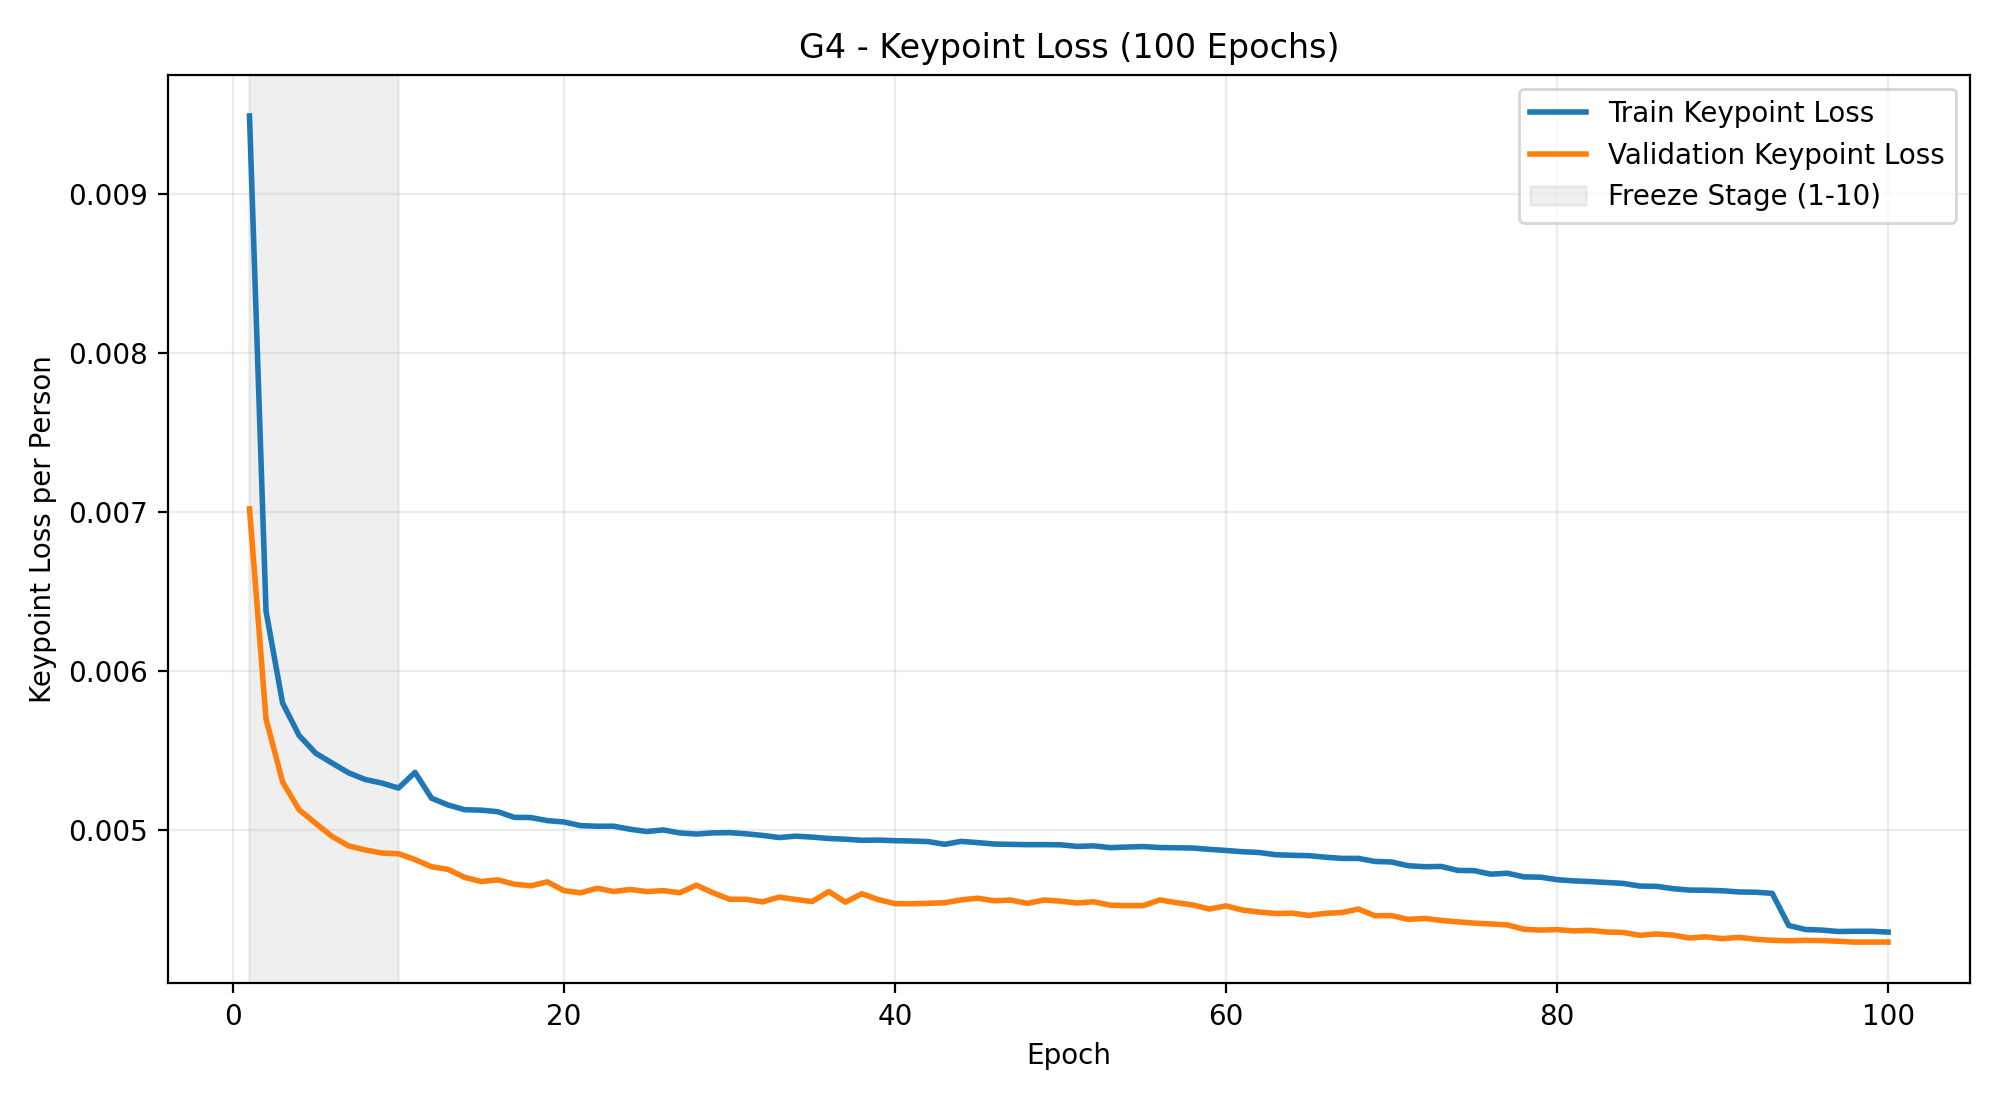 G4 - Keypoint Loss (100 Epochs)
Train Keypoint Loss
Validation Keypoint Loss
Freeze Stage (1-10)
Keypoint Loss per Person
0.009
0.008
0.007
0.006
0.005
0 20 40 60 80 100
Epoch